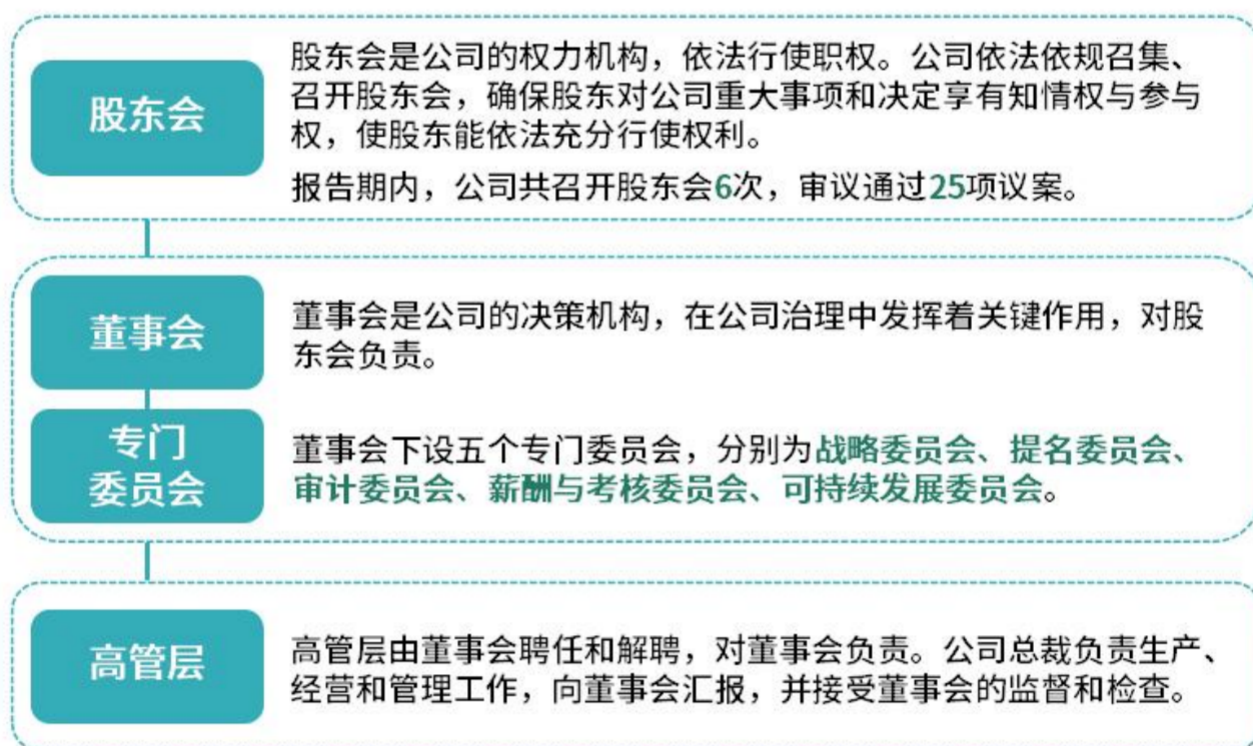 股东会
股东会是公司的权力机构，依法行使职权。公司依法依规召集、
召开股东会，确保股东对公司重大事项和决定享有知情权与参与
权，使股东能依法充分行使权利。
报告期内，公司共召开股东会6次，审议通过25项议案。
董事会
董事会是公司的决策机构，在公司治理中发挥着关键作用，对股
东会负责。
专门
委员会
董事会下设五个专门委员会，分别为战略委员会、提名委员会、
审计委员会、薪酬与考核委员会、可持续发展委员会。
高管层
高管层由董事会聘任和解聘，对董事会负责。公司总裁负责生产、
经营和管理工作，向董事会汇报，并接受董事会的监督和检查。